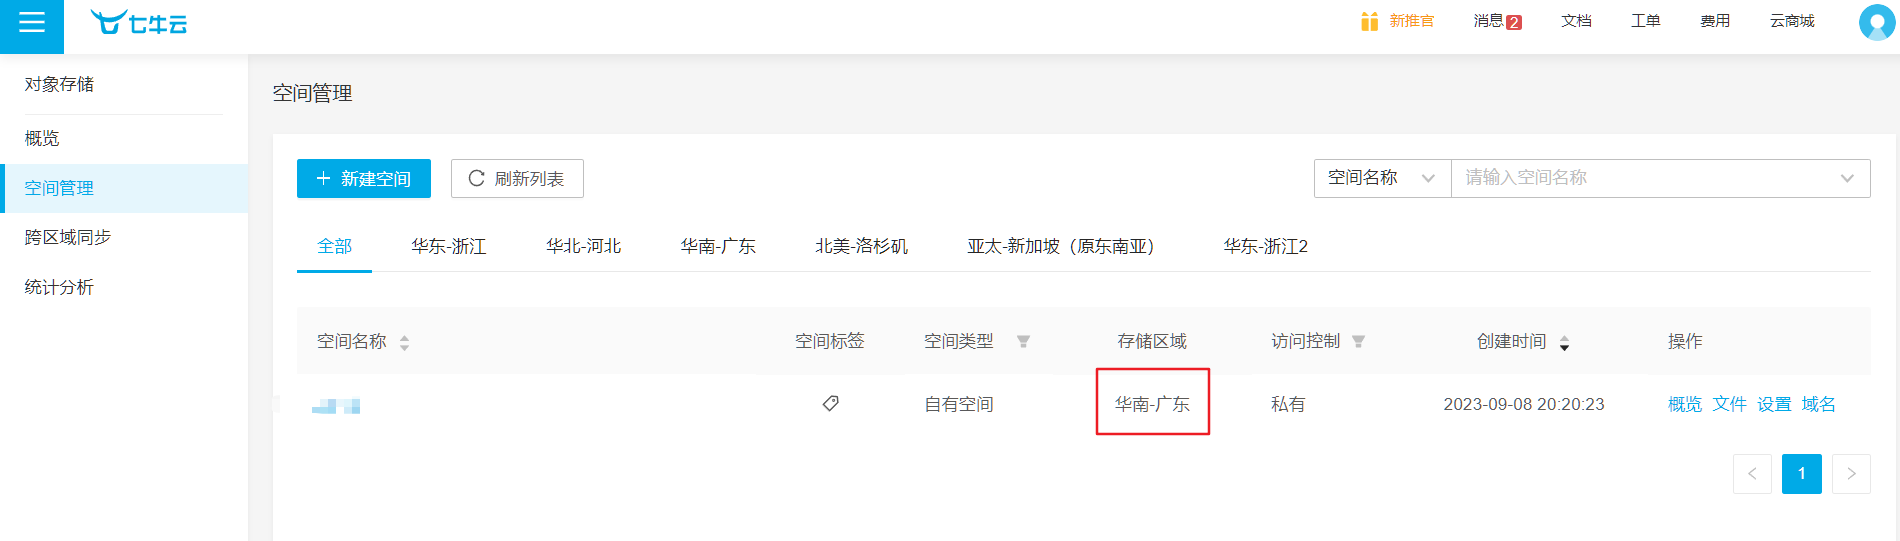 七牛云
新推官
消息 2
文档
工单
费用
云商城
对象存储
概览
空间管理
跨区域同步
统计分析
空间管理
新建空间
刷新列表
空间名称
请输入空间名称
全部
华东-浙江
华北-河北
华南-广东
北美-洛杉矶
亚太-新加坡（原东南亚）
华东-浙江2
空间名称 空间标签 空间类型 存储区域 访问控制 创建时间 操作
自有空间 华南-广东 私有 2023-09-08 20:20:23 概览 文件 设置 域名
1